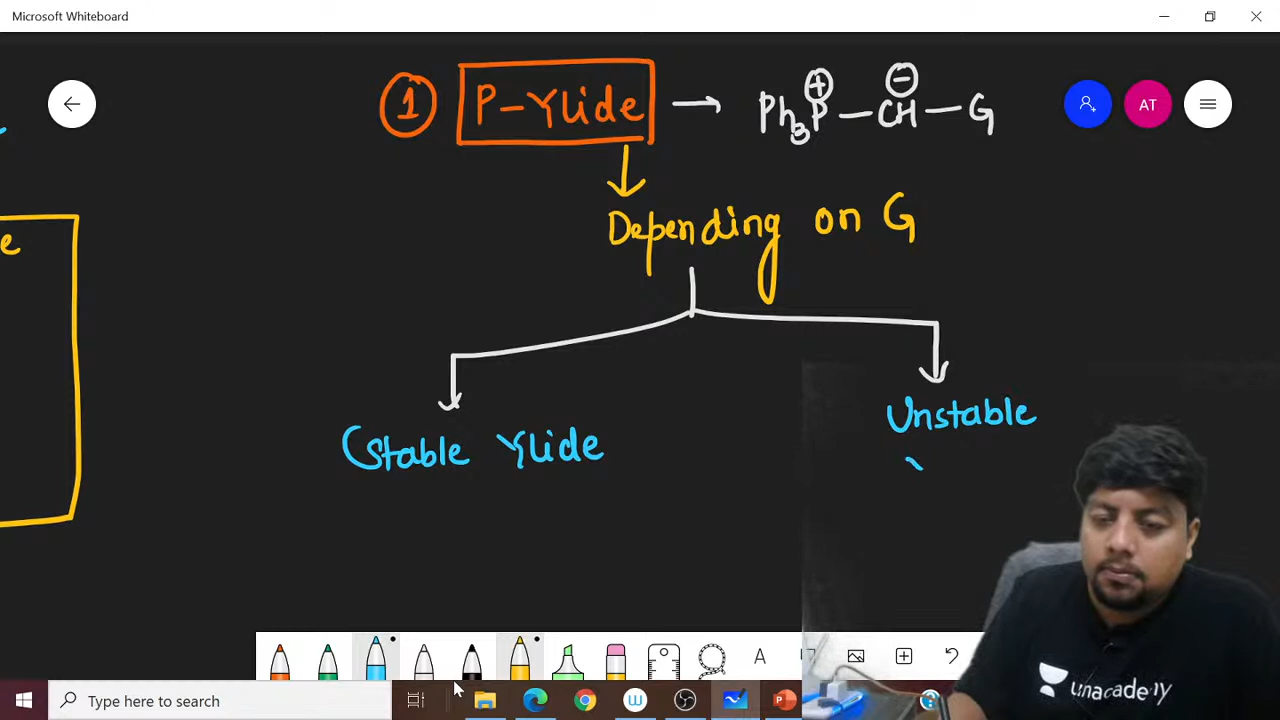 Microsoft Whiteboard
1 P-Ylide → Ph3P⊕ — CH⊖ — G
AT
e
Depending on G
Stable Ylide
Unstable
A
unacademy
Type here to search